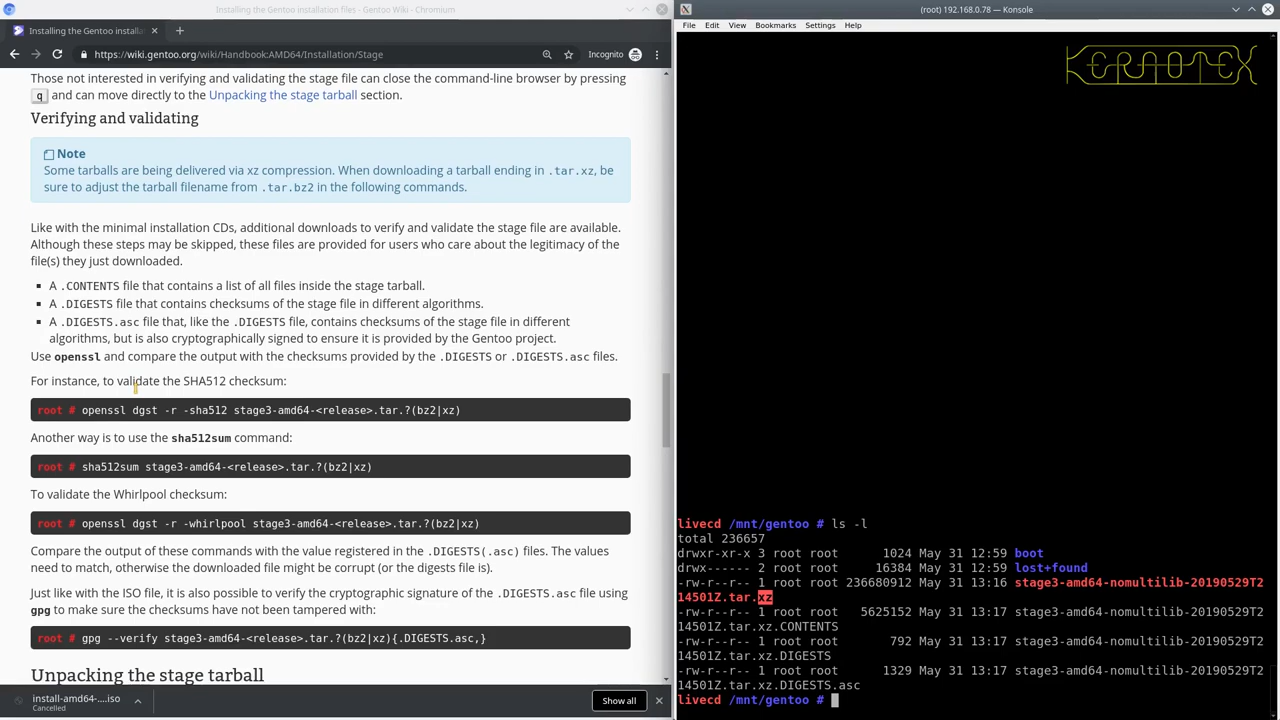 Installing the Gentoo installation files - Gentoo Wiki - Chromium
Installing the Gentoo installa
https://wiki.gentoo.org/wiki/Handbook:AMD64/Installation/Stage
Incognito
Those not interested in verifying and validating the stage file can close the command-line browser by pressing
q and can move directly to the Unpacking the stage tarball section.
Verifying and validating
Note
Some tarballs are being delivered via xz compression. When downloading a tarball ending in .tar.xz, be
sure to adjust the tarball filename from .tar.bz2 in the following commands.
Like with the minimal installation CDs, additional downloads to verify and validate the stage file are available.
Although these steps may be skipped, these files are provided for users who care about the legitimacy of the
file(s) they just downloaded.
A .CONTENTS file that contains a list of all files inside the stage tarball.
A .DIGESTS file that contains checksums of the stage file in different algorithms.
A .DIGESTS.asc file that, like the .DIGESTS file, contains checksums of the stage file in different
algorithms, but is also cryptographically signed to ensure it is provided by the Gentoo project.
Use openssl and compare the output with the checksums provided by the .DIGESTS or .DIGESTS.asc files.
For instance, to validate the SHA512 checksum:
root # openssl dgst -r -sha512 stage3-amd64-<release>.tar.?(bz2|xz)
Another way is to use the sha512sum command:
root # sha512sum stage3-amd64-<release>.tar.?(bz2|xz)
To validate the Whirlpool checksum:
root # openssl dgst -r -whirlpool stage3-amd64-<release>.tar.?(bz2|xz)
Compare the output of these commands with the value registered in the .DIGESTS(.asc) files. The values
need to match, otherwise the downloaded file might be corrupt (or the digests file is).
Just like with the ISO file, it is also possible to verify the cryptographic signature of the .DIGESTS.asc file using
gpg to make sure the checksums have not been tampered with:
root # gpg --verify stage3-amd64-<release>.tar.?(bz2|xz){.DIGESTS.asc,}
Unpacking the stage tarball
install-amd64-....iso
Cancelled
Show all
(root) 192.168.0.78 — Konsole
File Edit View Bookmarks Settings Help
KERNOTEX
livecd /mnt/gentoo # ls -l
total 236657
drwxr-xr-x 3 root root 1024 May 31 12:59 boot
drwx------ 2 root root 16384 May 31 12:59 lost+found
-rw-r--r-- 1 root root 236680912 May 31 13:16 stage3-amd64-nomultilib-20190529T2
14501Z.tar.xz
-rw-r--r-- 1 root root 5625152 May 31 13:17 stage3-amd64-nomultilib-20190529T2
14501Z.tar.xz.CONTENTS
-rw-r--r-- 1 root root 792 May 31 13:17 stage3-amd64-nomultilib-20190529T2
14501Z.tar.xz.DIGESTS
-rw-r--r-- 1 root root 1329 May 31 13:17 stage3-amd64-nomultilib-20190529T2
14501Z.tar.xz.DIGESTS.asc
livecd /mnt/gentoo #